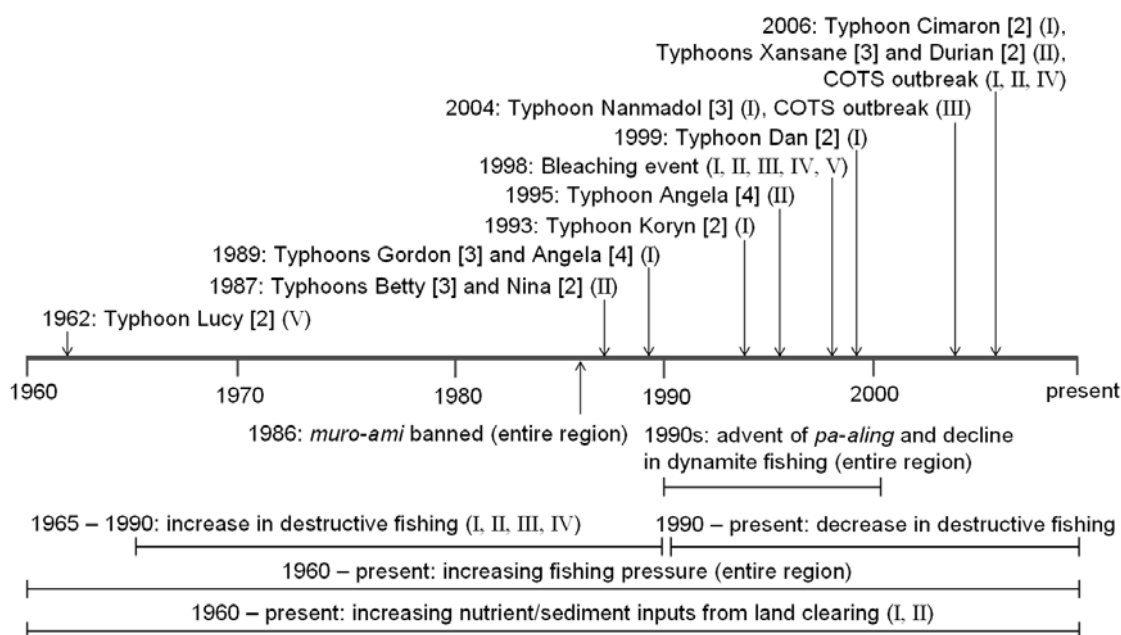 2006: Typhoon Cimaron [2] (I),
Typhoons Xansane [3] and Durian [2] (II),
COTS outbreak (I, II, IV)
2004: Typhoon Nanmadol [3] (I), COTS outbreak (III)
1999: Typhoon Dan [2] (I)
1998: Bleaching event (I, II, III, IV, V)
1995: Typhoon Angela [4] (II)
1993: Typhoon Koryn [2] (I)
1989: Typhoons Gordon [3] and Angela [4] (I)
1987: Typhoons Betty [3] and Nina [2] (II)
1962: Typhoon Lucy [2] (V)
1960 1970 1980 1990 2000 present
1986: muro-ami banned (entire region)
1990s: advent of pa-aling and decline
in dynamite fishing (entire region)
1965 – 1990: increase in destructive fishing (I, II, III, IV)
1990 – present: decrease in destructive fishing
1960 – present: increasing fishing pressure (entire region)
1960 – present: increasing nutrient/sediment inputs from land clearing (I, II)